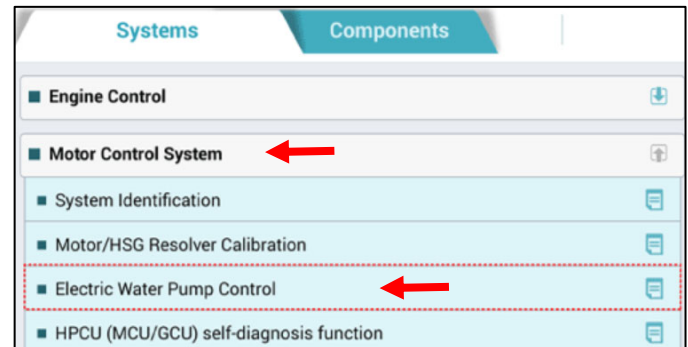 Systems
Components
Engine Control
Motor Control System
System Identification
Motor/HSG Resolver Calibration
Electric Water Pump Control
HPCU (MCU/GCU) self-diagnosis function